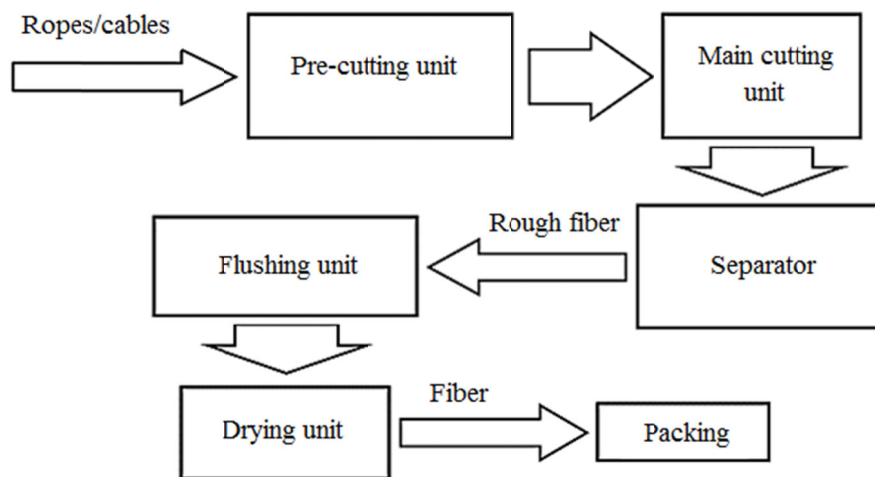 Ropes/cables
Pre-cutting unit
Main cutting
unit
Rough fiber
Flushing unit
Separator
Fiber
Drying unit
Packing